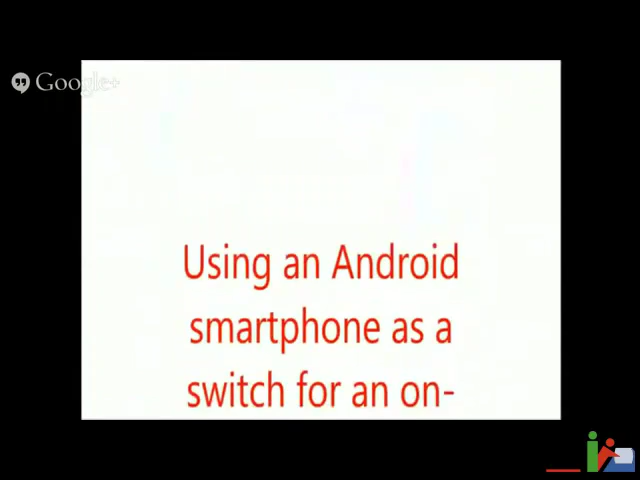 Google+
Using an Android
smartphone as a
switch for an on-